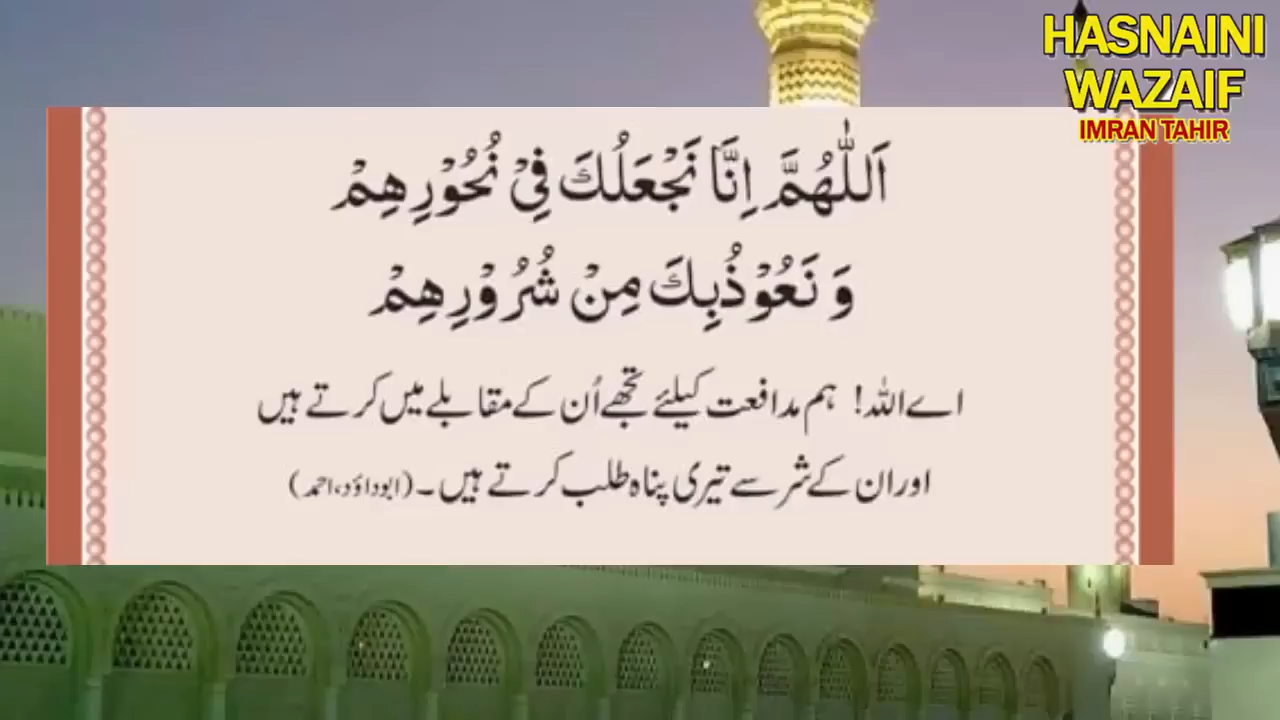 HASNAINI
WAZAIF
IMRAN TAHIR
اَللّٰهُمَّ اِنَّا نَجْعَلُكَ فِیْ نُحُوْرِهِمْ
وَ نَعُوْذُبِكَ مِنْ شُرُوْرِهِمْ
اے اللہ! ہم مدافعت کیلئے تجھے اُن کے مقابلے میں کرتے ہیں
اور ان کے شر سے تیری پناہ طلب کرتے ہیں۔ (ابوداؤد، احمد)